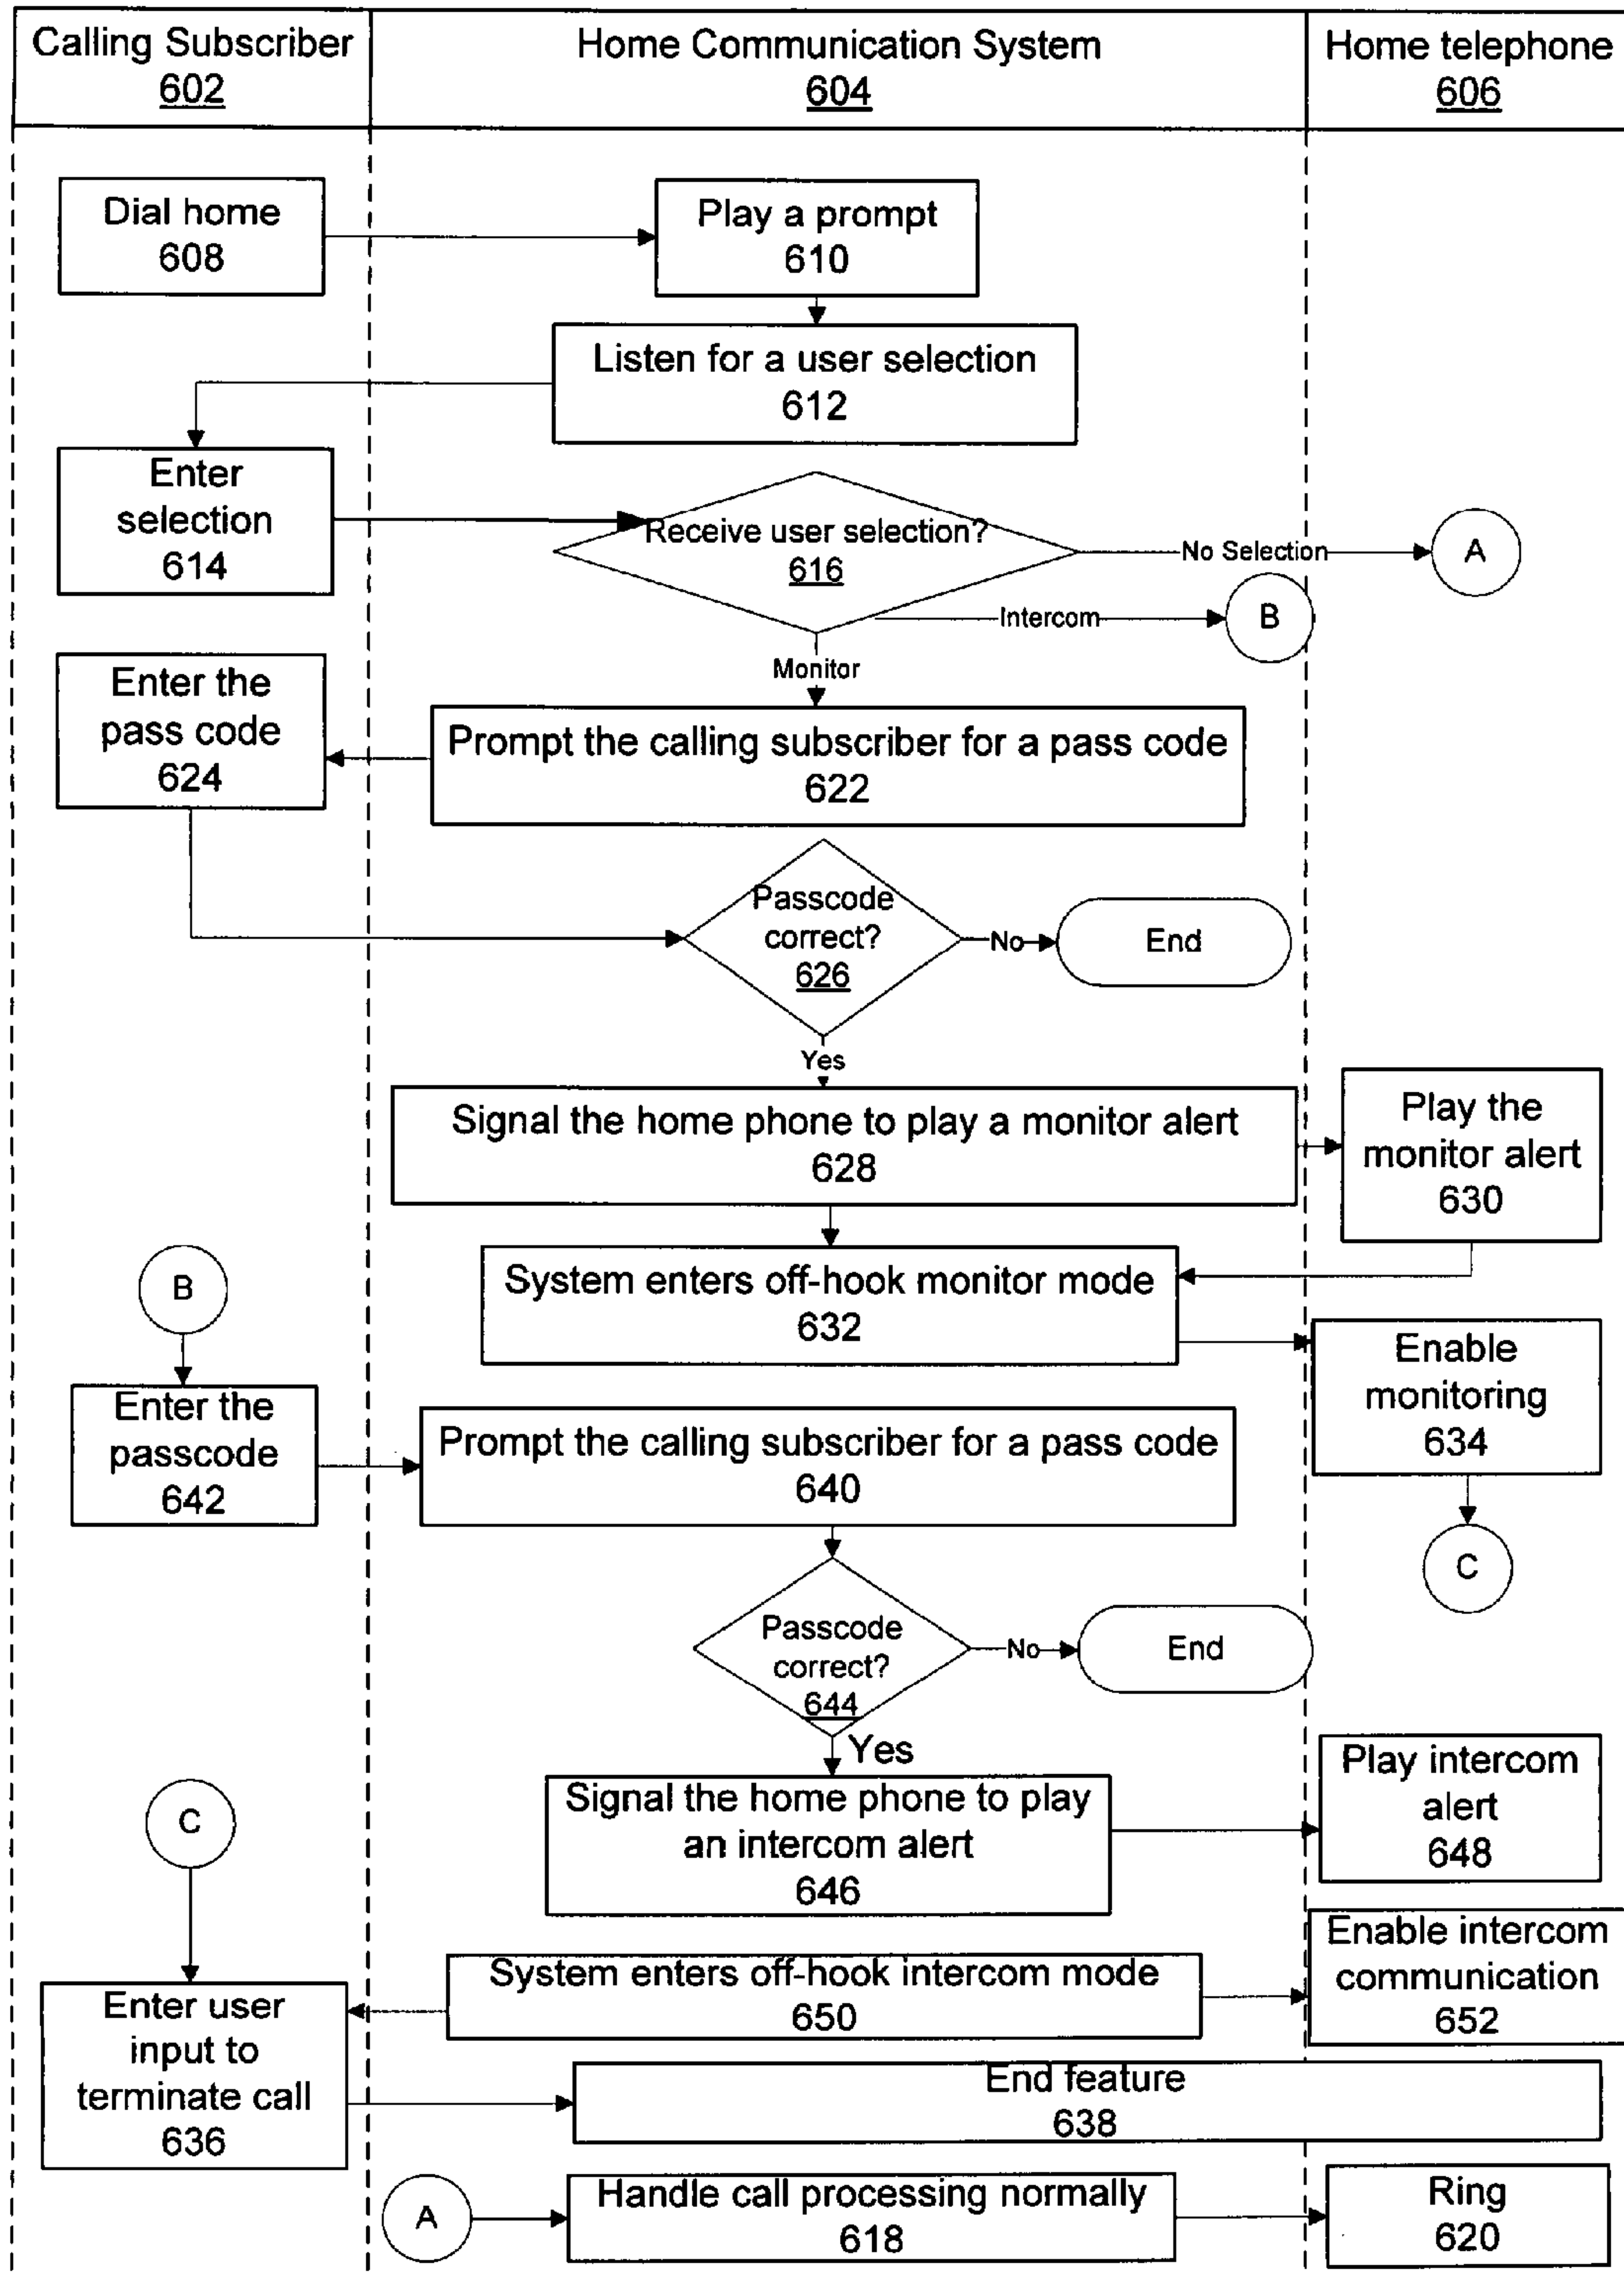 Calling Subscriber
602
Home Communication System
604
Home telephone
606
Dial home
608
Play a prompt
610
Listen for a user selection
612
Enter
selection
614
Receive user selection?
616
No Selection
A
Intercom
B
Monitor
Enter the
pass code
624
Prompt the calling subscriber for a pass code
622
Passcode
correct?
626
No
End
Yes
Signal the home phone to play a monitor alert
628
Play the
monitor alert
630
B
System enters off-hook monitor mode
632
Enable
monitoring
634
Enter the
passcode
642
Prompt the calling subscriber for a pass code
640
C
Passcode
correct?
644
No
End
Yes
C
Signal the home phone to play
an intercom alert
646
Play intercom
alert
648
System enters off-hook intercom mode
650
Enable intercom
communication
652
Enter user
input to
terminate call
636
End feature
638
A
Handle call processing normally
618
Ring
620